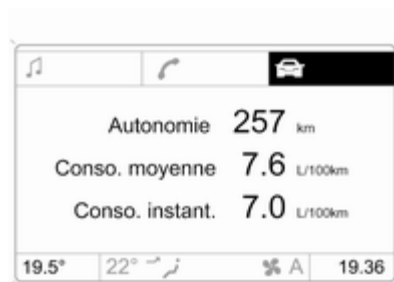 Autonomie 257 km
Conso. moyenne 7.6 L/100km
Conso. instant. 7.0 L/100km
19.5° 22° A 19.36